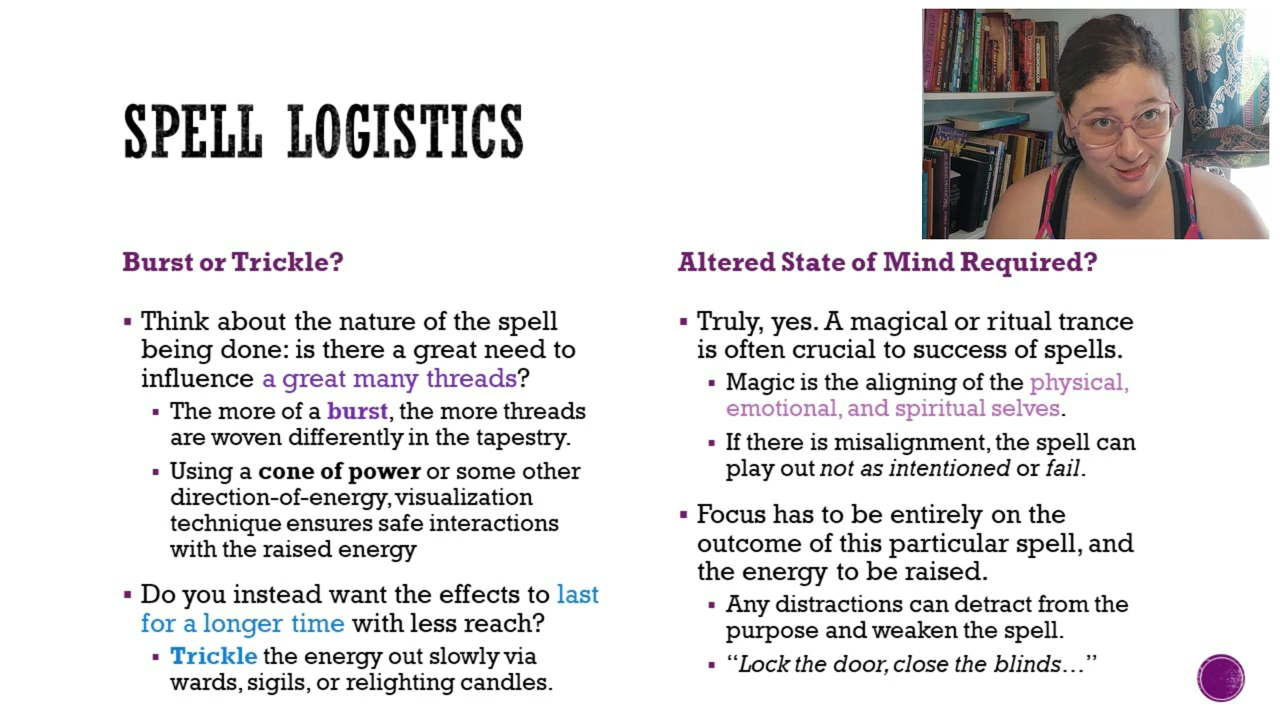 SPELL LOGISTICS
Burst or Trickle?
▪ Think about the nature of the spell
being done: is there a great need to
influence a great many threads?
▪ The more of a burst, the more threads
are woven differently in the tapestry.
▪ Using a cone of power or some other
direction-of-energy, visualization
technique ensures safe interactions
with the raised energy
▪ Do you instead want the effects to last
for a longer time with less reach?
▪ Trickle the energy out slowly via
wards, sigils, or relighting candles.
Altered State of Mind Required?
▪ Truly, yes. A magical or ritual trance
is often crucial to success of spells.
▪ Magic is the aligning of the physical,
emotional, and spiritual selves.
▪ If there is misalignment, the spell can
play out not as intentioned or fail.
▪ Focus has to be entirely on the
outcome of this particular spell, and
the energy to be raised.
▪ Any distractions can detract from the
purpose and weaken the spell.
▪ “Lock the door, close the blinds…”